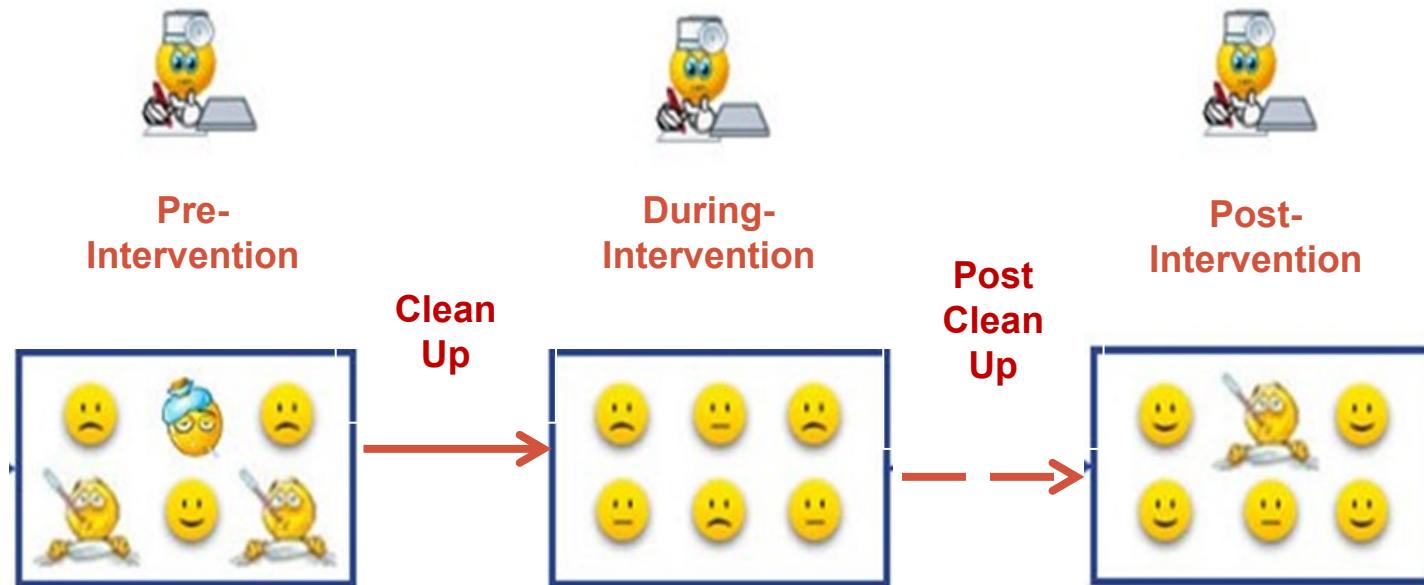 Pre-
Intervention
During-
Intervention
Post-
Intervention
Clean
Up
Post
Clean
Up